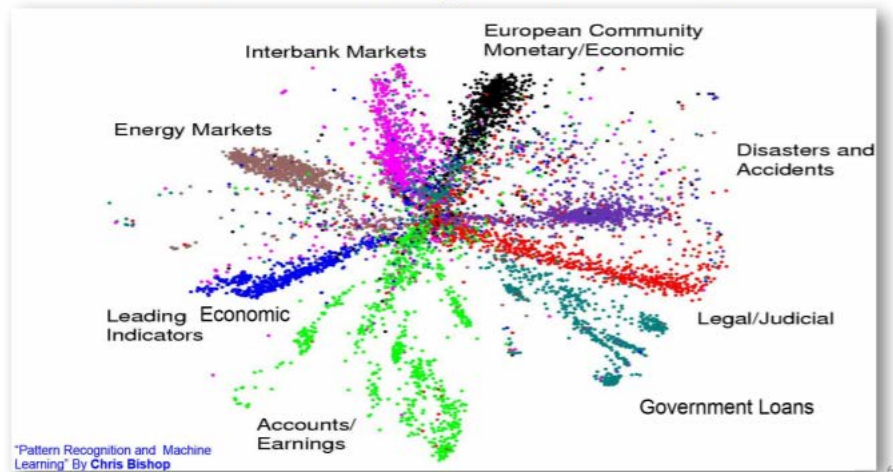 European Community
Monetary/Economic
Interbank Markets
Energy Markets
Disasters and
Accidents
Leading Economic
Indicators
Legal/Judicial
Government Loans
Accounts/
Earnings
"Pattern Recognition and Machine
Learning" By Chris Bishop